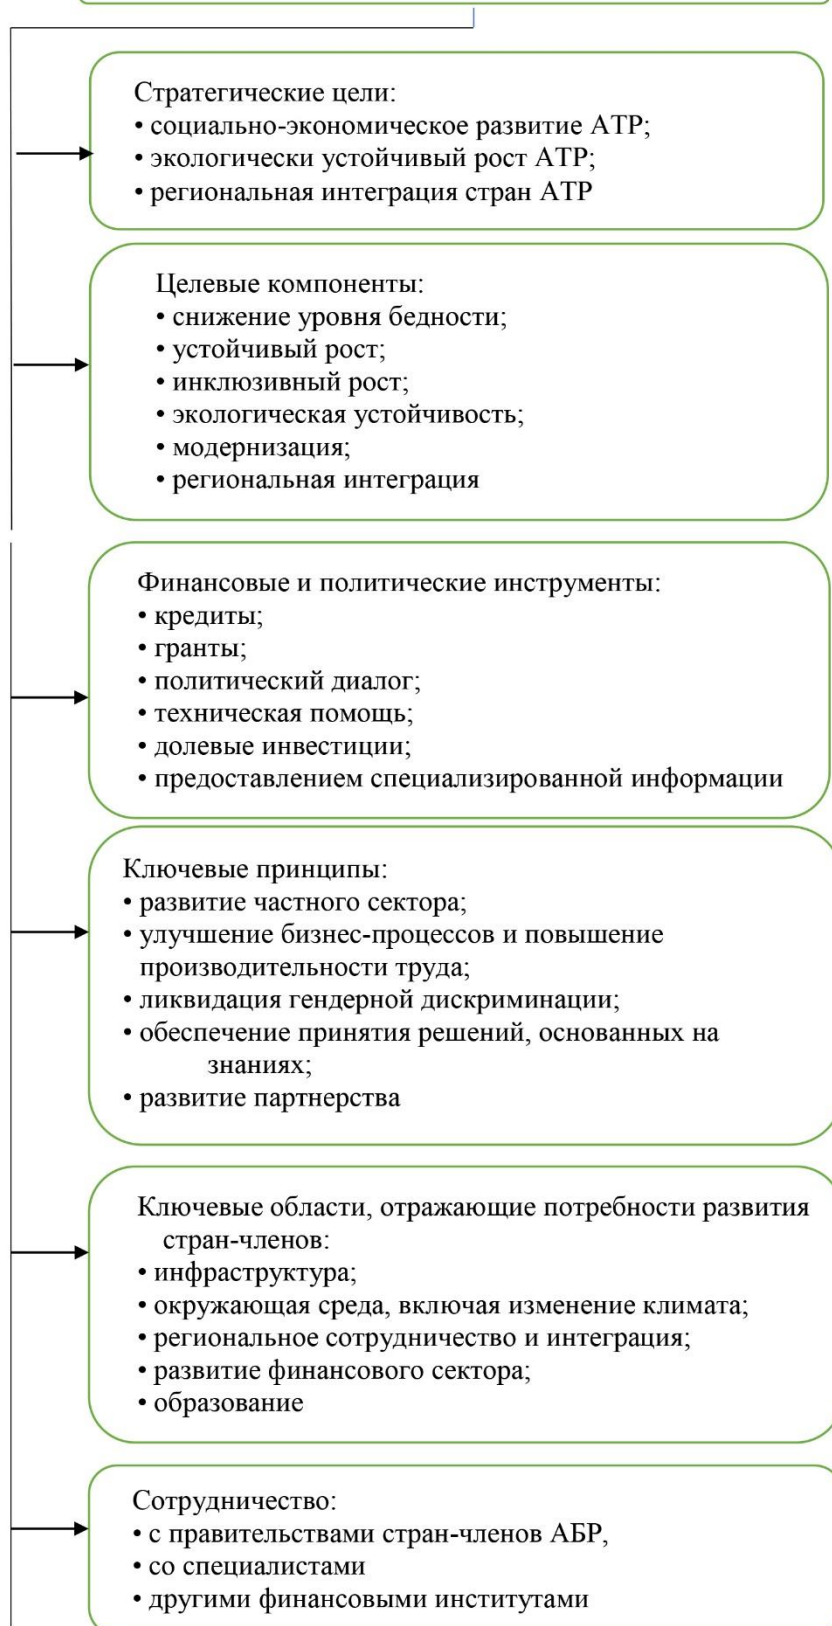 Стратегические цели:
• социально-экономическое развитие АТР;
• экологически устойчивый рост АТР;
• региональная интеграция стран АТР
Целевые компоненты:
• снижение уровня бедности;
• устойчивый рост;
• инклюзивный рост;
• экологическая устойчивость;
• модернизация;
• региональная интеграция
Финансовые и политические инструменты:
• кредиты;
• гранты;
• политический диалог;
• техническая помощь;
• долевые инвестиции;
• предоставлением специализированной информации
Ключевые принципы:
• развитие частного сектора;
• улучшение бизнес-процессов и повышение
производительности труда;
• ликвидация гендерной дискриминации;
• обеспечение принятия решений, основанных на
знаниях;
• развитие партнерства
Ключевые области, отражающие потребности развития
стран-членов:
• инфраструктура;
• окружающая среда, включая изменение климата;
• региональное сотрудничество и интеграция;
• развитие финансового сектора;
• образование
Сотрудничество:
• с правительствами стран-членов АБР,
• со специалистами
• другими финансовыми институтами